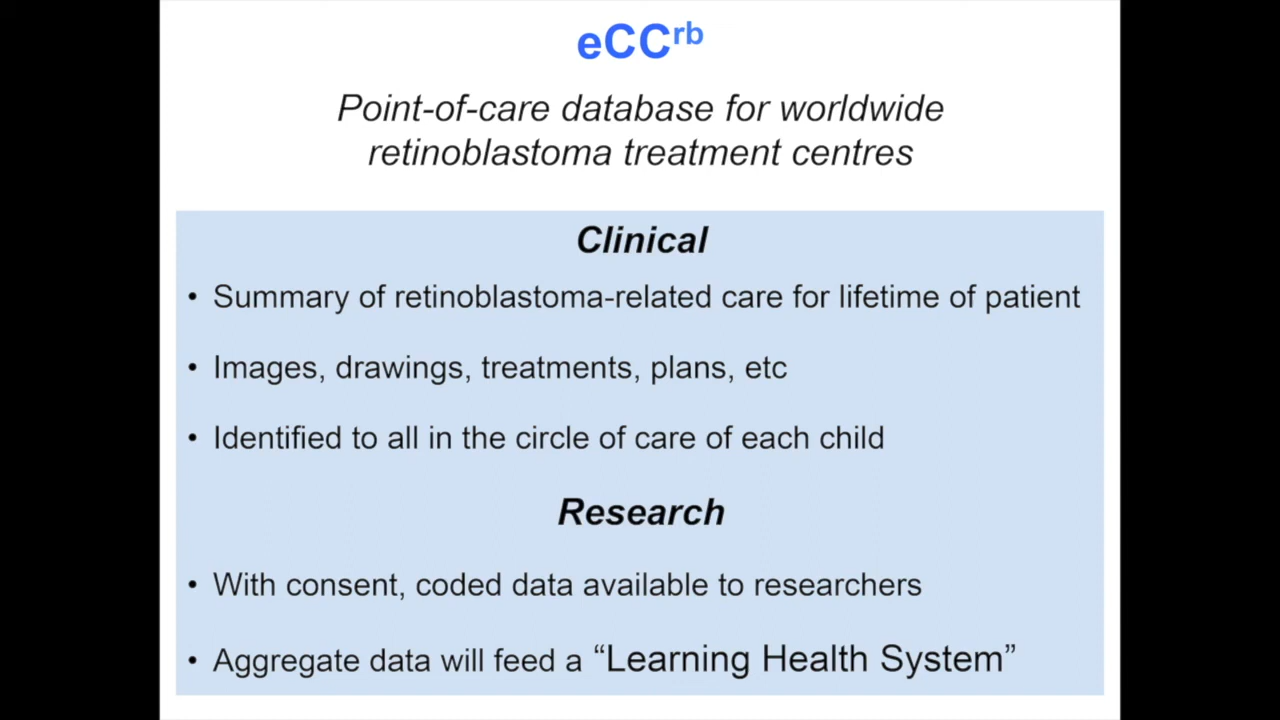 eCCrb
Point-of-care database for worldwide
retinoblastoma treatment centres
Clinical
• Summary of retinoblastoma-related care for lifetime of patient
• Images, drawings, treatments, plans, etc
• Identified to all in the circle of care of each child
Research
• With consent, coded data available to researchers
• Aggregate data will feed a “Learning Health System”